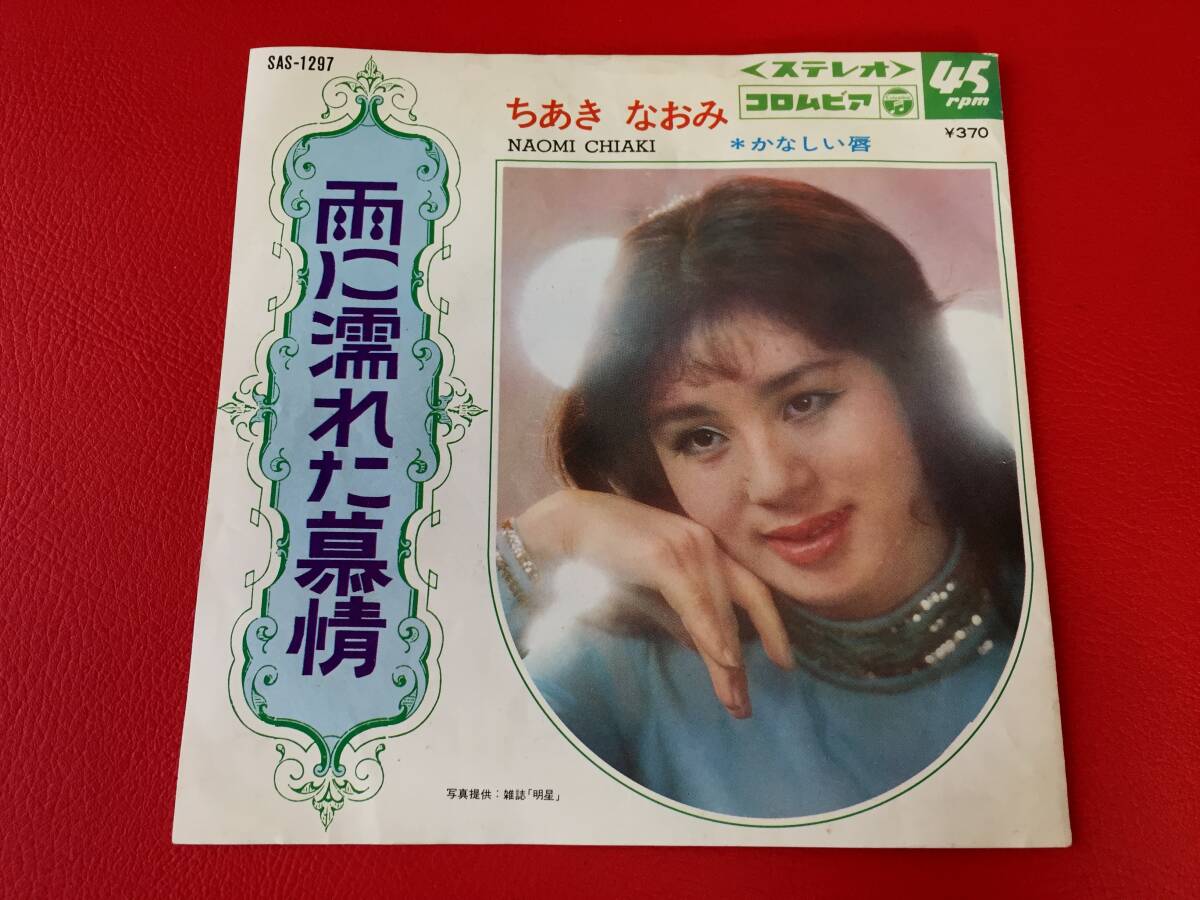 SAS-1297
<ステレオ>
コロムビア
45
rpm
¥370
ちあき なおみ
NAOMI CHIAKI
*かなしい唇
雨に濡れた慕情
写真提供：雑誌「明星」